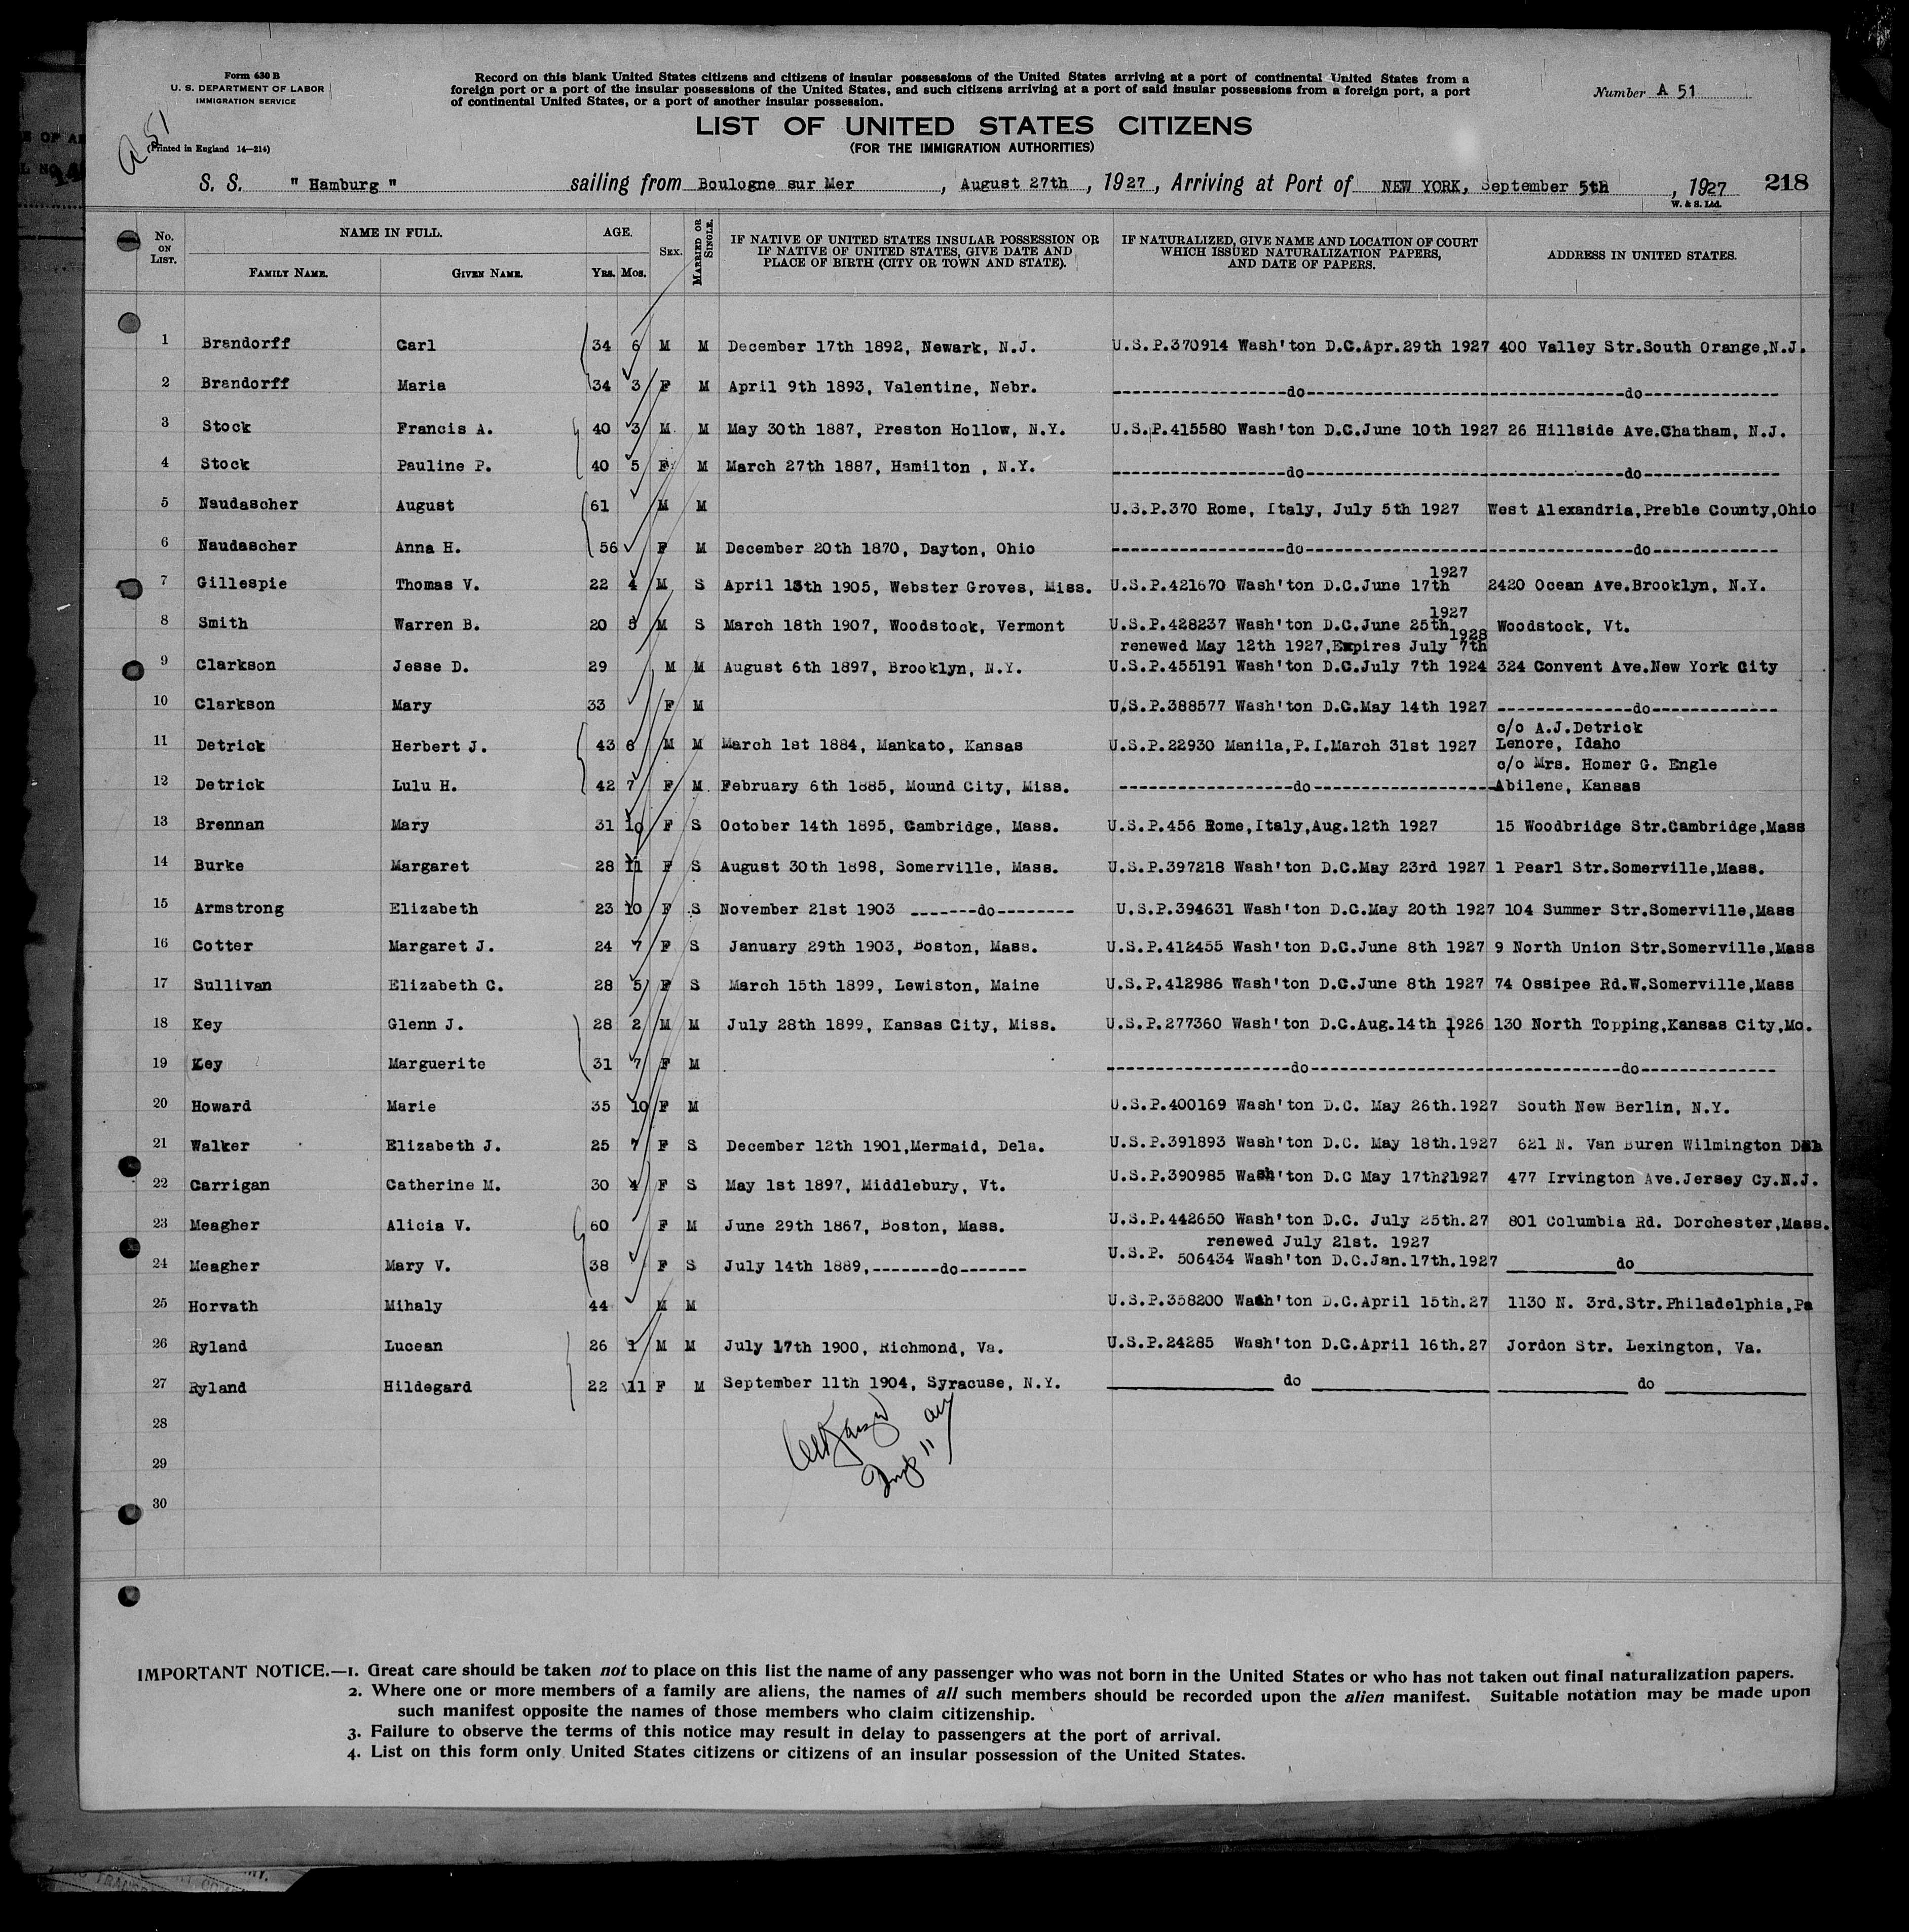 Form 630 B
U. S. DEPARTMENT OF LABOR
IMMIGRATION SERVICE
(Printed in England 14—214)
A 51
Record on this blank United States citizens and citizens of insular possessions of the United States arriving at a port of continental United States from a
foreign port or a port of the insular possessions of the United States, and such citizens arriving at a port of said insular possessions from a foreign port, a port
of continental United States, or a port of another insular possession.
Number A 51
LIST OF UNITED STATES CITIZENS
(FOR THE IMMIGRATION AUTHORITIES)
S. S. " Hamburg " sailing from Boulogne sur Mer, August 27th, 1927, Arriving at Port of NEW YORK, September 5th, 1927 218
W. & S. Ltd.
No. ON LIST. NAME IN FULL. FAMILY NAME. GIVEN NAME. AGE. YRS. MOS. SEX. MARRIED OR SINGLE. IF NATIVE OF UNITED STATES INSULAR POSSESSION OR IF NATIVE OF UNITED STATES, GIVE DATE AND PLACE OF BIRTH (CITY OR TOWN AND STATE). IF NATURALIZED, GIVE NAME AND LOCATION OF COURT WHICH ISSUED NATURALIZATION PAPERS, AND DATE OF PAPERS. ADDRESS IN UNITED STATES.
1 Brandorff Carl 34 6 M M December 17th 1892, Newark, N.J. U.S.P.370914 Wash'ton D.C.Apr.29th 1927 400 Valley Str.South Orange,N.J.
2 Brandorff Maria 34 3 F M April 9th 1893, Valentine, Nebr. -----do----- -----do-----
3 Stock Francis A. 40 3 M M May 30th 1887, Preston Hollow, N.Y. U.S.P.415580 Wash'ton D.C.June 10th 1927 26 Hillside Ave.Chatham, N.J.
4 Stock Pauline P. 40 5 F M March 27th 1887, Hamilton , N.Y. -----do----- -----do-----
5 Naudascher August 61 M M U.S.P.370 Rome, Italy, July 5th 1927 West Alexandria,Preble County,Ohio
6 Naudascher Anna H. 56 F M December 20th 1870, Dayton, Ohio -----do----- -----do-----
7 Gillespie Thomas V. 22 4 M S April 13th 1905, Webster Groves, Miss. U.S.P.421670 Wash'ton D.C.June 17th 1927 2420 Ocean Ave.Brooklyn, N.Y.
8 Smith Warren B. 20 5 M S March 18th 1907, Woodstock, Vermont U.S.P.428237 Wash'ton D.C.June 25th 1927 Woodstock, Vt.
renewed May 12th 1927,Expires July 7th 1928
9 Clarkson Jesse D. 29 M M August 6th 1897, Brooklyn, N.Y. U.S.P.455191 Wash'ton D.C.July 7th 1924 324 Convent Ave.New York City
10 Clarkson Mary 33 F M U.S.P.388577 Wash'ton D.C.May 14th 1927 -----do-----
c/o A.J.Detrick
11 Detrick Herbert J. 43 6 M M March 1st 1884, Mankato, Kansas U.S.P.22930 Manila,P.I.March 31st 1927 Lenore, Idaho
c/o Mrs. Homer G. Engle
12 Detrick Lulu H. 42 7 F M February 6th 1885, Mound City, Miss. -----do----- Abilene, Kansas
13 Brennan Mary 31 10 F S October 14th 1895, Cambridge, Mass. U.S.P.456 Rome,Italy,Aug.12th 1927 15 Woodbridge Str.Cambridge,Mass
14 Burke Margaret 28 11 F S August 30th 1898, Somerville, Mass. U.S.P.397218 Wash'ton D.C.May 23rd 1927 1 Pearl Str.Somerville,Mass.
15 Armstrong Elizabeth 23 10 F S November 21st 1903 -----do----- U.S.P.394631 Wash'ton D.C.May 20th 1927 104 Summer Str.Somerville,Mass
16 Cotter Margaret J. 24 7 F S January 29th 1903, Boston, Mass. U.S.P.412455 Wash'ton D.C.June 8th 1927 9 North Union Str.Somerville,Mass
17 Sullivan Elizabeth C. 28 5 F S March 15th 1899, Lewiston, Maine U.S.P.412986 Wash'ton D.C.June 8th 1927 74 Ossipee Rd.W.Somerville,Mass
18 Key Glenn J. 28 2 M M July 28th 1899, Kansas City, Miss. U.S.P.277360 Wash'ton D.C.Aug.14th 1926 130 North Topping,Kansas City,Mo.
19 Key Marguerite 31 7 F M -----do----- -----do-----
20 Howard Marie 35 10 F M U.S.P.400169 Wash'ton D.C. May 26th.1927 South New Berlin, N.Y.
21 Walker Elizabeth J. 25 7 F S December 12th 1901,Mermaid, Dela. U.S.P.391893 Wash'ton D.C. May 18th.1927 621 N. Van Buren Wilmington Dela
22 Carrigan Catherine M. 30 4 F S May 1st 1897, Middlebury, Vt. U.S.P.390985 Wash'ton D.C May 17th.1927 477 Irvington Ave.Jersey Cy.N.J.
23 Meagher Alicia V. 60 F M June 29th 1867, Boston, Mass. U.S.P.442650 Wash'ton D.C. July 25th.27 801 Columbia Rd. Dorchester,Mass.
renewed July 21st. 1927
24 Meagher Mary V. 38 F S July 14th 1889,-----do----- U.S.P. 506434 Wash'ton D.C.Jan.17th.1927 do
25 Horvath Mihaly 44 M M U.S.P.358200 Wash'ton D.C.April 15th.27 1130 N. 3rd.Str.Philadelphia,Pa
26 Ryland Lucean 26 1 M M July 17th 1900, Richmond, Va. U.S.P.24285 Wash'ton D.C.April 16th.27 Jordon Str. Lexington, Va.
27 Ryland Hildegard 22 11 F M September 11th 1904, Syracuse, N.Y. do do
28
29
30
IMPORTANT NOTICE.—1. Great care should be taken not to place on this list the name of any passenger who was not born in the United States or who has not taken out final naturalization papers.
2. Where one or more members of a family are aliens, the names of all such members should be recorded upon the alien manifest. Suitable notation may be made upon
such manifest opposite the names of those members who claim citizenship.
3. Failure to observe the terms of this notice may result in delay to passengers at the port of arrival.
4. List on this form only United States citizens or citizens of an insular possession of the United States.